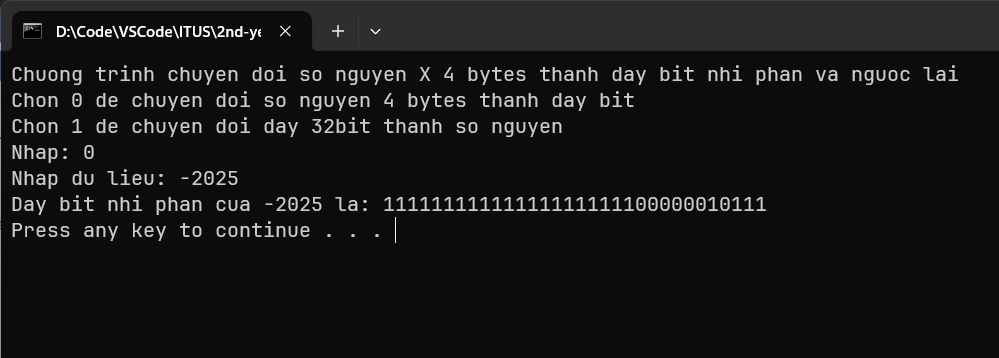 D:\Code\VSCode\ITUS\2nd-ye
Chuong trinh chuyen doi so nguyen X 4 bytes thanh day bit nhi phan va nguoc lai
Chon 0 de chuyen doi so nguyen 4 bytes thanh day bit
Chon 1 de chuyen doi day 32bit thanh so nguyen
Nhap: 0
Nhap du lieu: -2025
Day bit nhi phan cua -2025 la: 11111111111111111111100000010111
Press any key to continue . . .